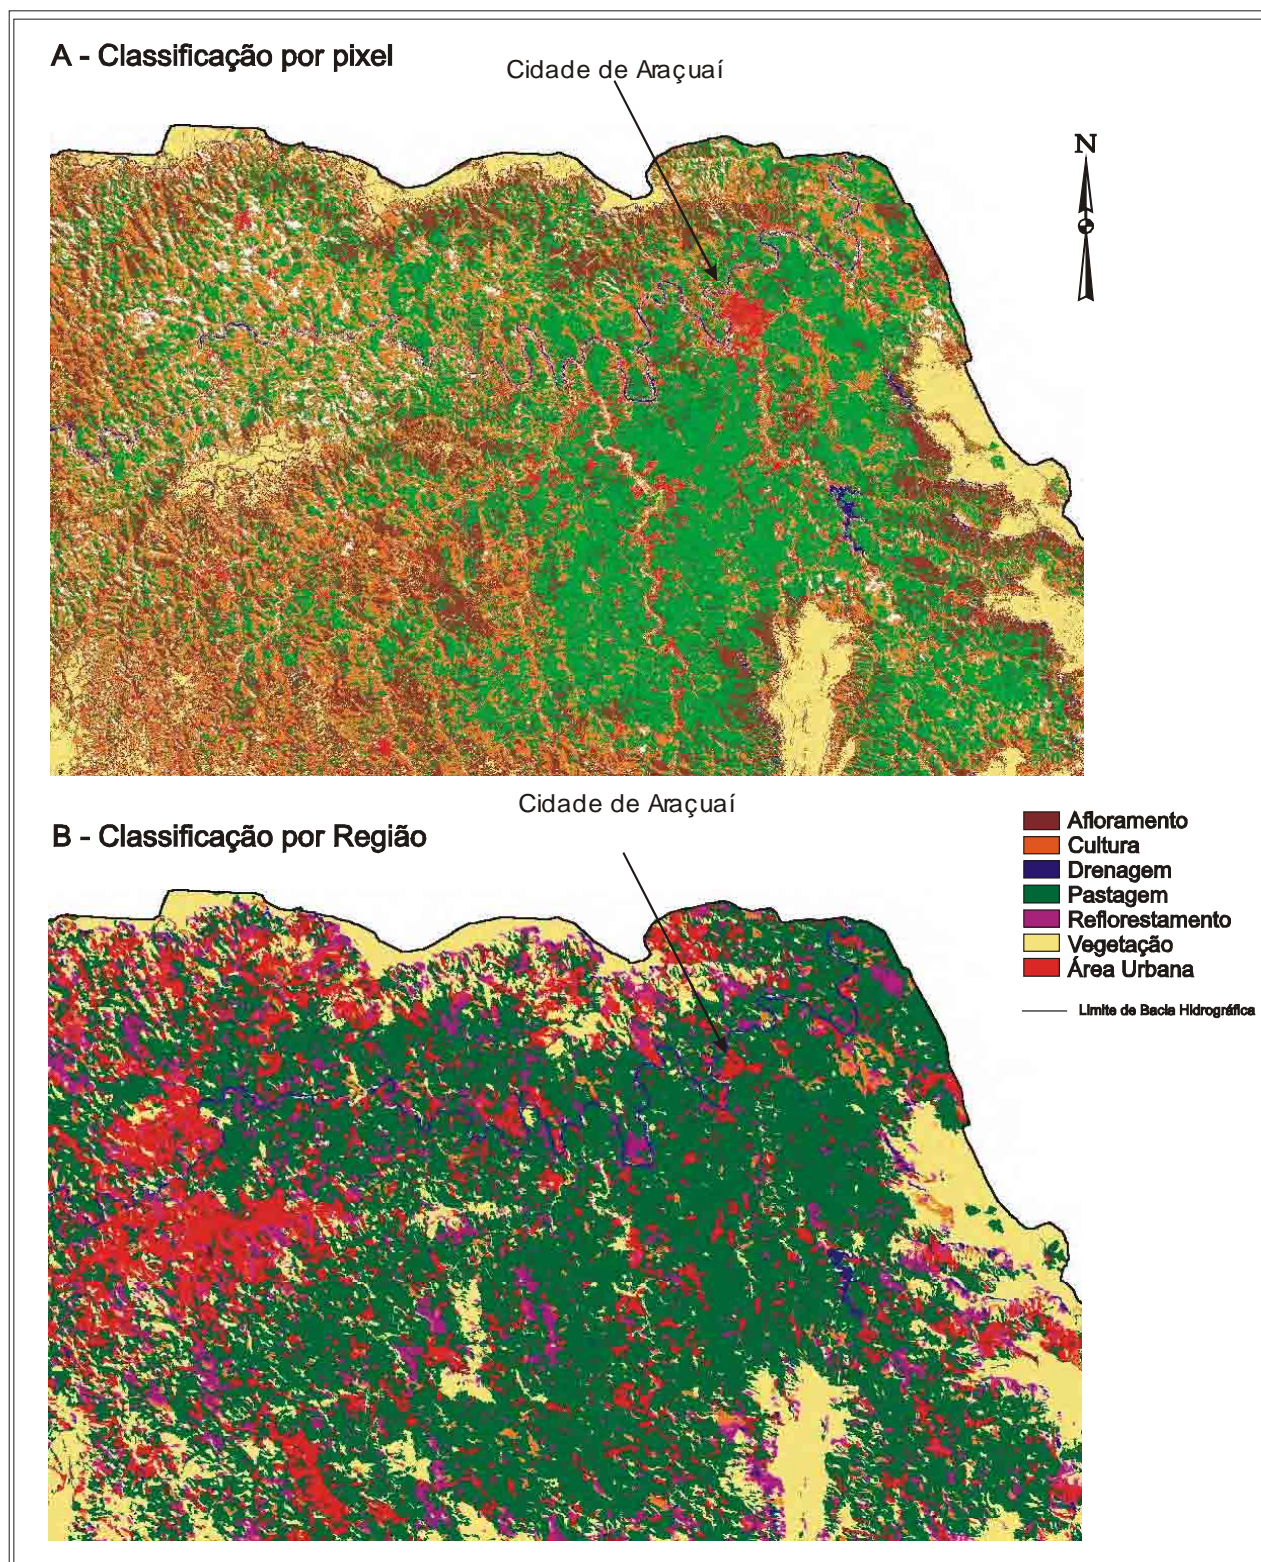 A - Classificação por pixel
Cidade de Araçuaí
N
Cidade de Araçuaí
B - Classificação por Região
Afloramento
Cultura
Drenagem
Pastagem
Reflorestamento
Vegetação
Área Urbana
Limite de Bacia Hidrográfica